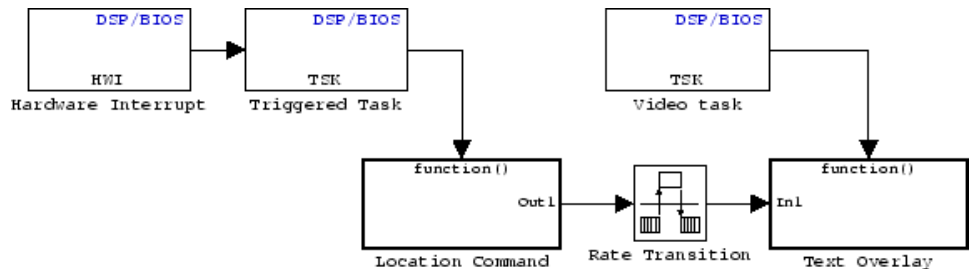 DSP/BIOS
HWI
Hardware Interrupt
DSP/BIOS
TSK
Triggered Task
DSP/BIOS
TSK
Video task
function()
Out1
Location Command
Rate Transition
function()
In1
Text Overlay